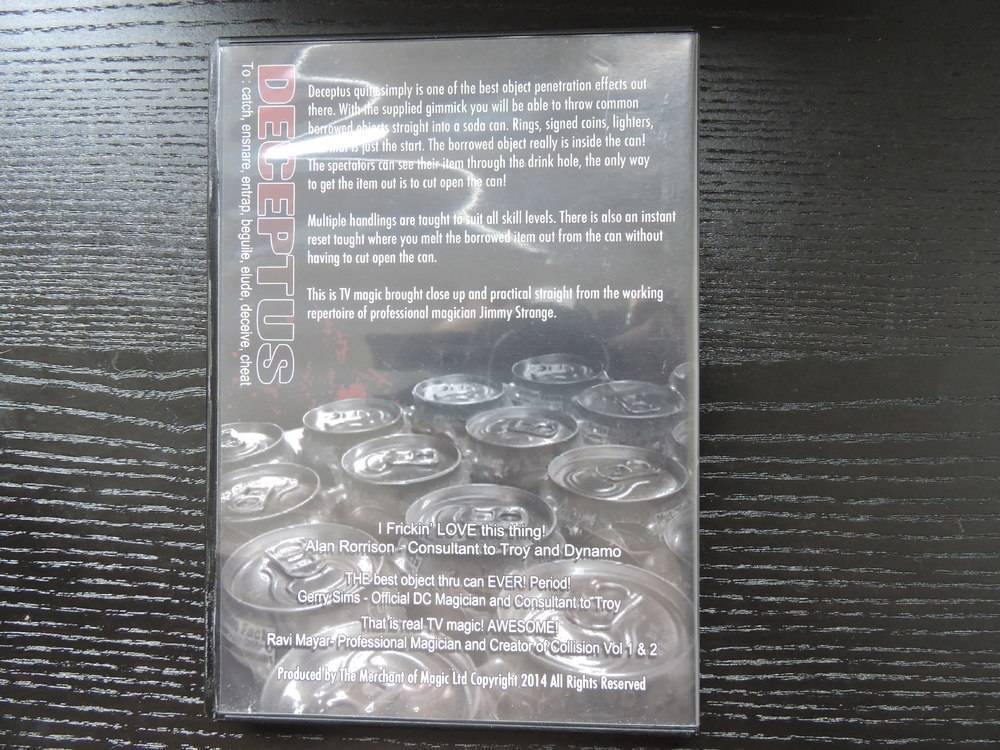 DECEPTUS
To : catch, ensnare, entrap, beguile, elude, deceive, cheat
Deceptus quite simply is one of the best object penetration effects out
there. With the supplied gimmick you will be able to throw common
borrowed objects straight into a soda can. Rings, signed coins, lighters,
is just the start. The borrowed object really is inside the can!
The spectators can see their item through the drink hole, the only way
to get the item out is to cut open the can!
Multiple handlings are taught to suit all skill levels. There is also an instant
reset taught where you melt the borrowed item out from the can without
having to cut open the can.
This is TV magic brought close up and practical straight from the working
repertoire of professional magician Jimmy Strange.
I Frickin' LOVE this thing!
Alan Rorrison - Consultant to Troy and Dynamo
THE best object thru can EVER! Period!
Gerry Sims - Official DC Magician and Consultant to Troy
That is real TV magic! AWESOME!
Ravi Mayar- Professional Magician and Creator of Collision Vol 1 & 2
Produced by The Merchant of Magic Ltd Copyright 2014 All Rights Reserved